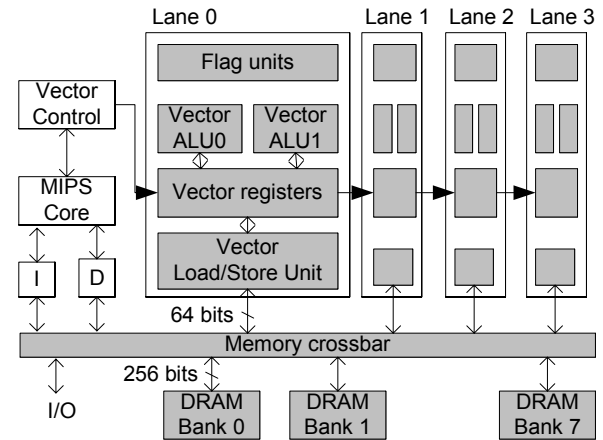 Lane 0
Lane 1
Lane 2
Lane 3
Flag units
Vector
Control
Vector
ALU0
Vector
ALU1
MIPS
Core
Vector registers
Vector
Load/Store Unit
I
D
64 bits
Memory crossbar
256 bits
I/O
DRAM
Bank 0
DRAM
Bank 1
DRAM
Bank 7